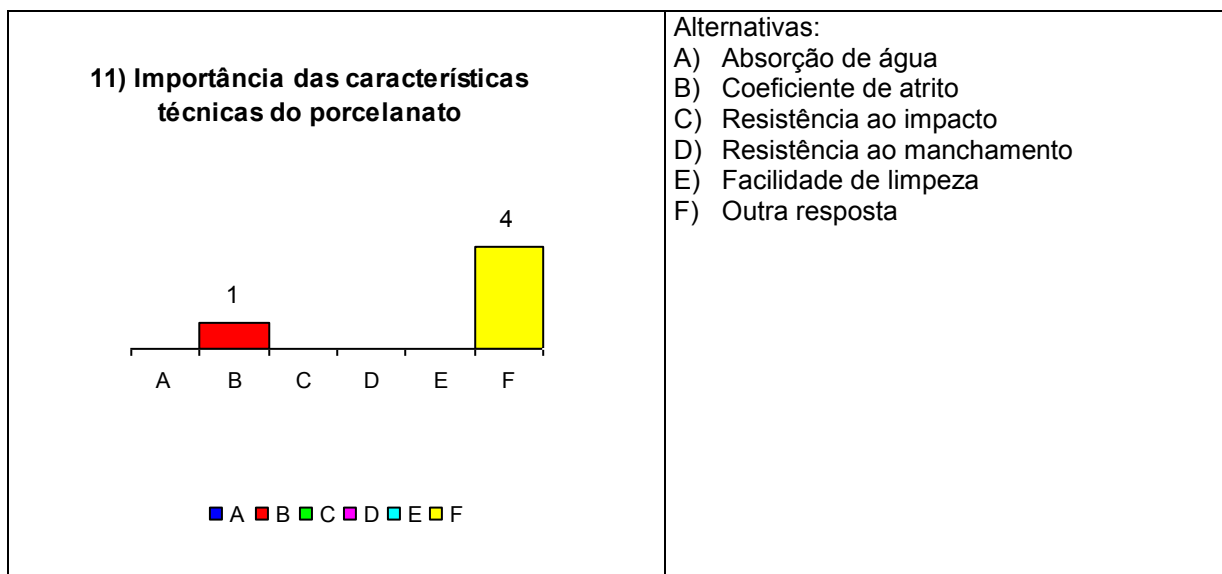 11) Importância das características
técnicas do porcelanato
4
1
A B C D E F
A B C D E F
Alternativas:
A) Absorção de água
B) Coeficiente de atrito
C) Resistência ao impacto
D) Resistência ao manchamento
E) Facilidade de limpeza
F) Outra resposta